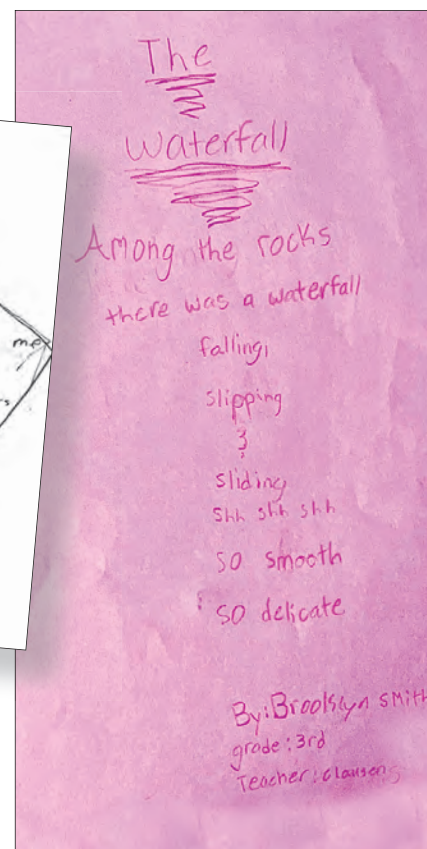 The
Waterfall
Among the rocks
there was a waterfall
falling,
slipping
&
sliding
shh shh shh
so smooth
so delicate
By: Brooklyn Smith
grade: 3rd
Teacher: Clausen
me